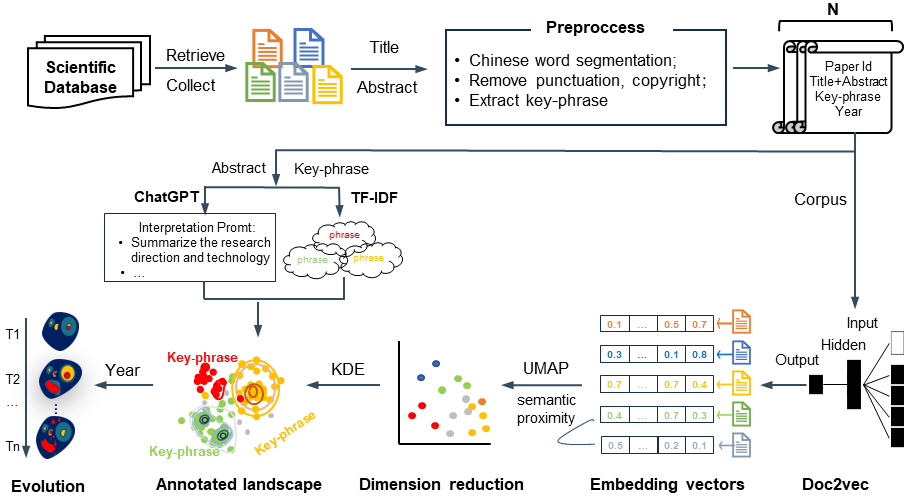 Scientific
Database
Retrieve
Collect
Title
Abstract
Preproccess
• Chinese word segmentation;
• Remove punctuation, copyright;
• Extract key-phrase
N
Paper Id
Title+Abstract
Key-phrase
Year
Abstract
Key-phrase
ChatGPT
TF-IDF
Interpretation Promt:
• Summarize the research
direction and technology
• …
phrase
phrase
phrase
Corpus
T1
T2
…
Tn
Year
Key-phrase
Key-phrase
Key-phrase
KDE
UMAP
semantic
proximity
0.1 … 0.5 0.7
0.3 … 0.1 0.8
0.7 … 0.7 0.4
0.4 … 0.7 0.3
0.5 … 0.2 0.1
Input
Hidden
Output
Evolution
Annotated landscape
Dimension reduction
Embedding vectors
Doc2vec